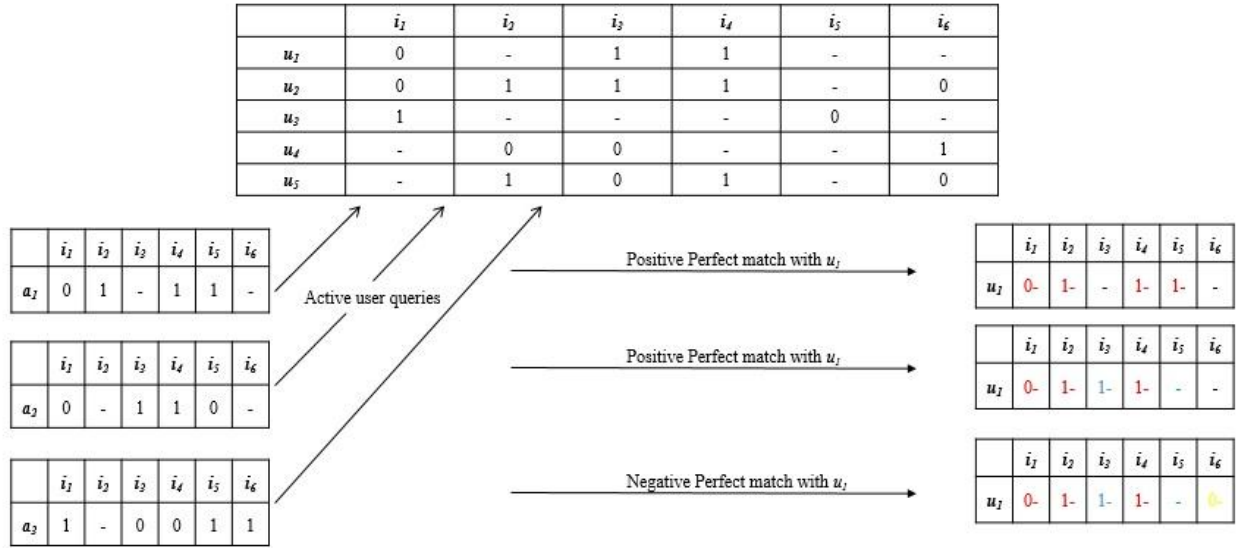 i1 i2 i3 i4 i5 i6
u1 0 - 1 1 - -
u2 0 1 1 1 - 0
u3 1 - - - 0 -
u4 - 0 0 - - 1
u5 - 1 0 1 - 0
i1 i2 i3 i4 i5 i6
a1 0 1 - 1 1 -
Active user queries
i1 i2 i3 i4 i5 i6
a2 0 - 1 1 0 -
i1 i2 i3 i4 i5 i6
a3 1 - 0 0 1 1
Positive Perfect match with u1
Positive Perfect match with u1
Negative Perfect match with u1
i1 i2 i3 i4 i5 i6
u1 0- 1- - 1- 1- -
i1 i2 i3 i4 i5 i6
u1 0- 1- 1- 1- - -
i1 i2 i3 i4 i5 i6
u1 0- 1- 1- 1- - 0-